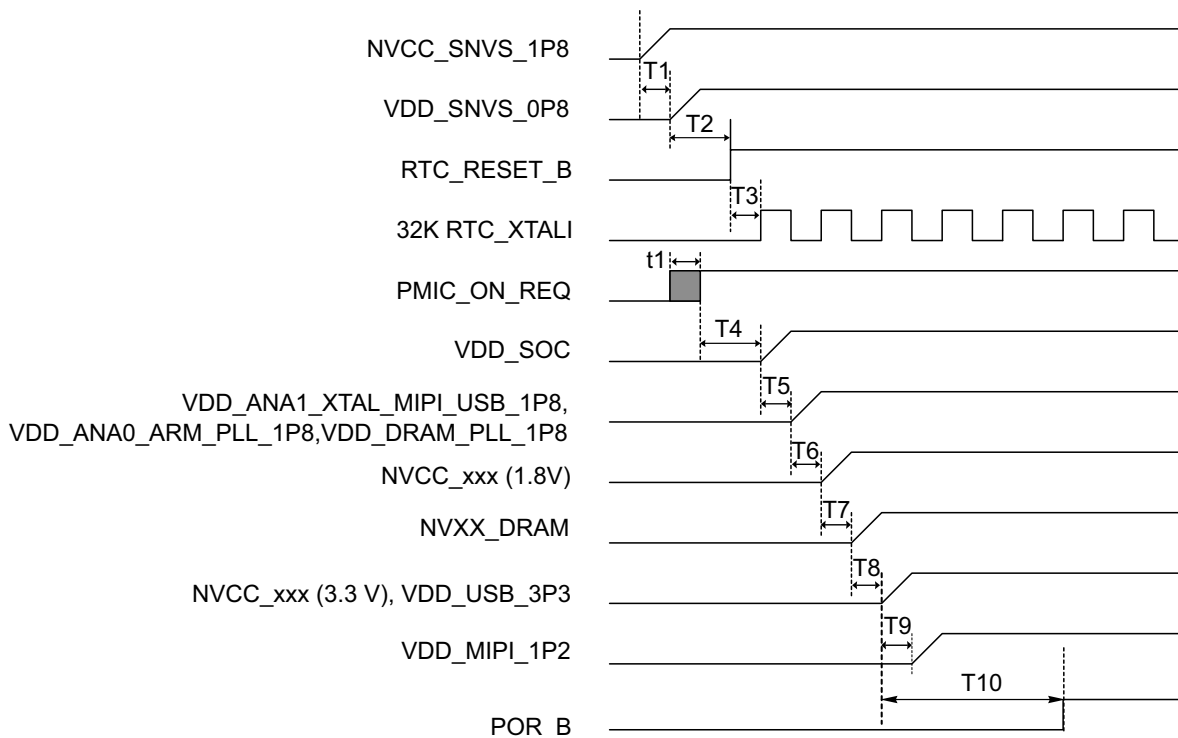 NVCC_SNVS_1P8
T1
VDD_SNVS_0P8
T2
RTC_RESET_B
T3
32K RTC_XTALI
t1
PMIC_ON_REQ
T4
VDD_SOC
T5
VDD_ANA1_XTAL_MIPI_USB_1P8,
VDD_ANA0_ARM_PLL_1P8,VDD_DRAM_PLL_1P8
T6
NVCC_xxx (1.8V)
T7
NVXX_DRAM
T8
NVCC_xxx (3.3 V), VDD_USB_3P3
T9
VDD_MIPI_1P2
T10
POR_B